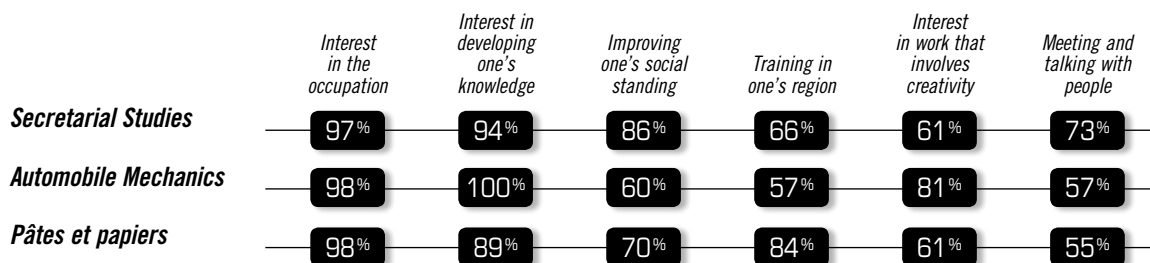 Interest
in the
occupation
Interest in
developing
one's
knowledge
Improving
one's social
standing
Training in
one's region
Interest
in work that
involves
creativity
Meeting and
talking with
people
Secretarial Studies 97% 94% 86% 66% 61% 73%
Automobile Mechanics 98% 100% 60% 57% 81% 57%
Pâtes et papiers 98% 89% 70% 84% 61% 55%